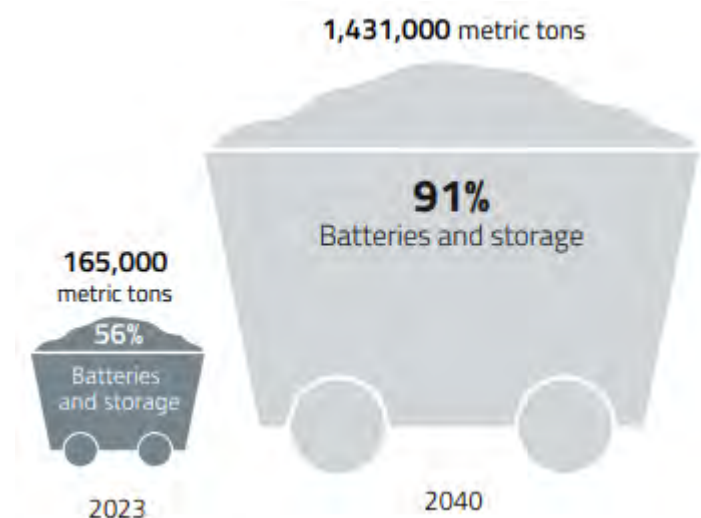 1,431,000 metric tons
91%
Batteries and storage
165,000
metric tons
56%
Batteries
and storage
2023
2040